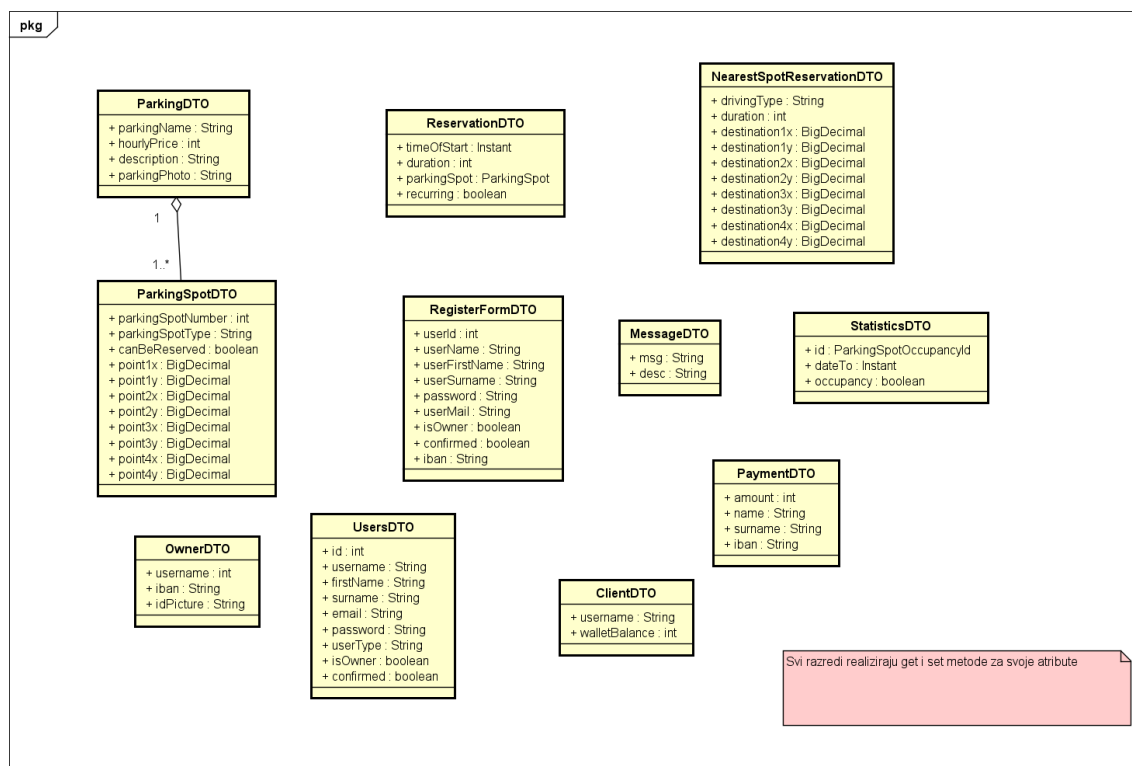 pkg
ParkingDTO
+ parkingName : String
+ hourlyPrice : int
+ description : String
+ parkingPhoto : String
1
1..*
ParkingSpotDTO
+ parkingSpotNumber : int
+ parkingSpotType : String
+ canBeReserved : boolean
+ point1x : BigDecimal
+ point1y : BigDecimal
+ point2x : BigDecimal
+ point2y : BigDecimal
+ point3x : BigDecimal
+ point3y : BigDecimal
+ point4x : BigDecimal
+ point4y : BigDecimal
ReservationDTO
+ timeOfStart : Instant
+ duration : int
+ parkingSpot : ParkingSpot
+ recurring : boolean
NearestSpotReservationDTO
+ drivingType : String
+ duration : int
+ destination1x : BigDecimal
+ destination1y : BigDecimal
+ destination2x : BigDecimal
+ destination2y : BigDecimal
+ destination3x : BigDecimal
+ destination3y : BigDecimal
+ destination4x : BigDecimal
+ destination4y : BigDecimal
RegisterFormDTO
+ userId : int
+ userName : String
+ userFirstName : String
+ userSurname : String
+ password : String
+ userMail : String
+ isOwner : boolean
+ confirmed : boolean
+ iban : String
MessageDTO
+ msg : String
+ desc : String
StatisticsDTO
+ id : ParkingSpotOccupancyId
+ dateTo : Instant
+ occupancy : boolean
PaymentDTO
+ amount : int
+ name : String
+ surname : String
+ iban : String
OwnerDTO
+ username : int
+ iban : String
+ idPicture : String
UsersDTO
+ id : int
+ username : String
+ firstName : String
+ surname : String
+ email : String
+ password : String
+ userType : String
+ isOwner : boolean
+ confirmed : boolean
ClientDTO
+ username : String
+ walletBalance : int
Svi razredi realiziraju get i set metode za svoje atribute